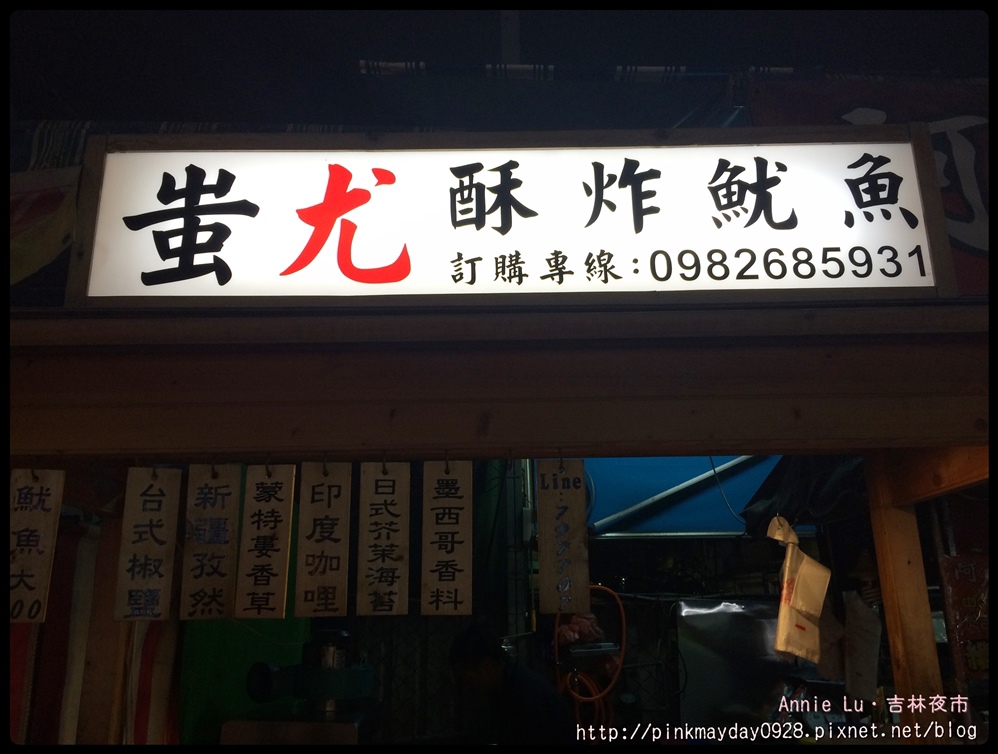 蚩尤
酥炸魷魚
訂購專線:0982685931
魷魚大
台式椒鹽
新疆孜然
蒙特婁香草
印度咖哩
日式芥茉海苔
墨西哥香料
Line:
阿
Annie Lu・吉林夜市
http://pinkmayday0928.pixnet.net/blog